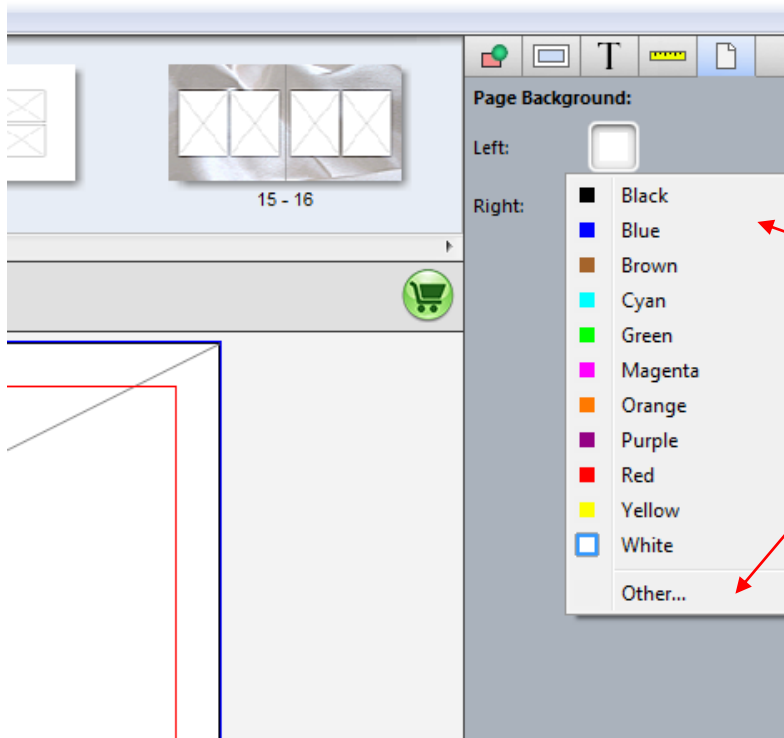 T
Page Background:
Left:
15 - 16
Right:
Black
Blue
Brown
Cyan
Green
Magenta
Orange
Purple
Red
Yellow
White
Other...